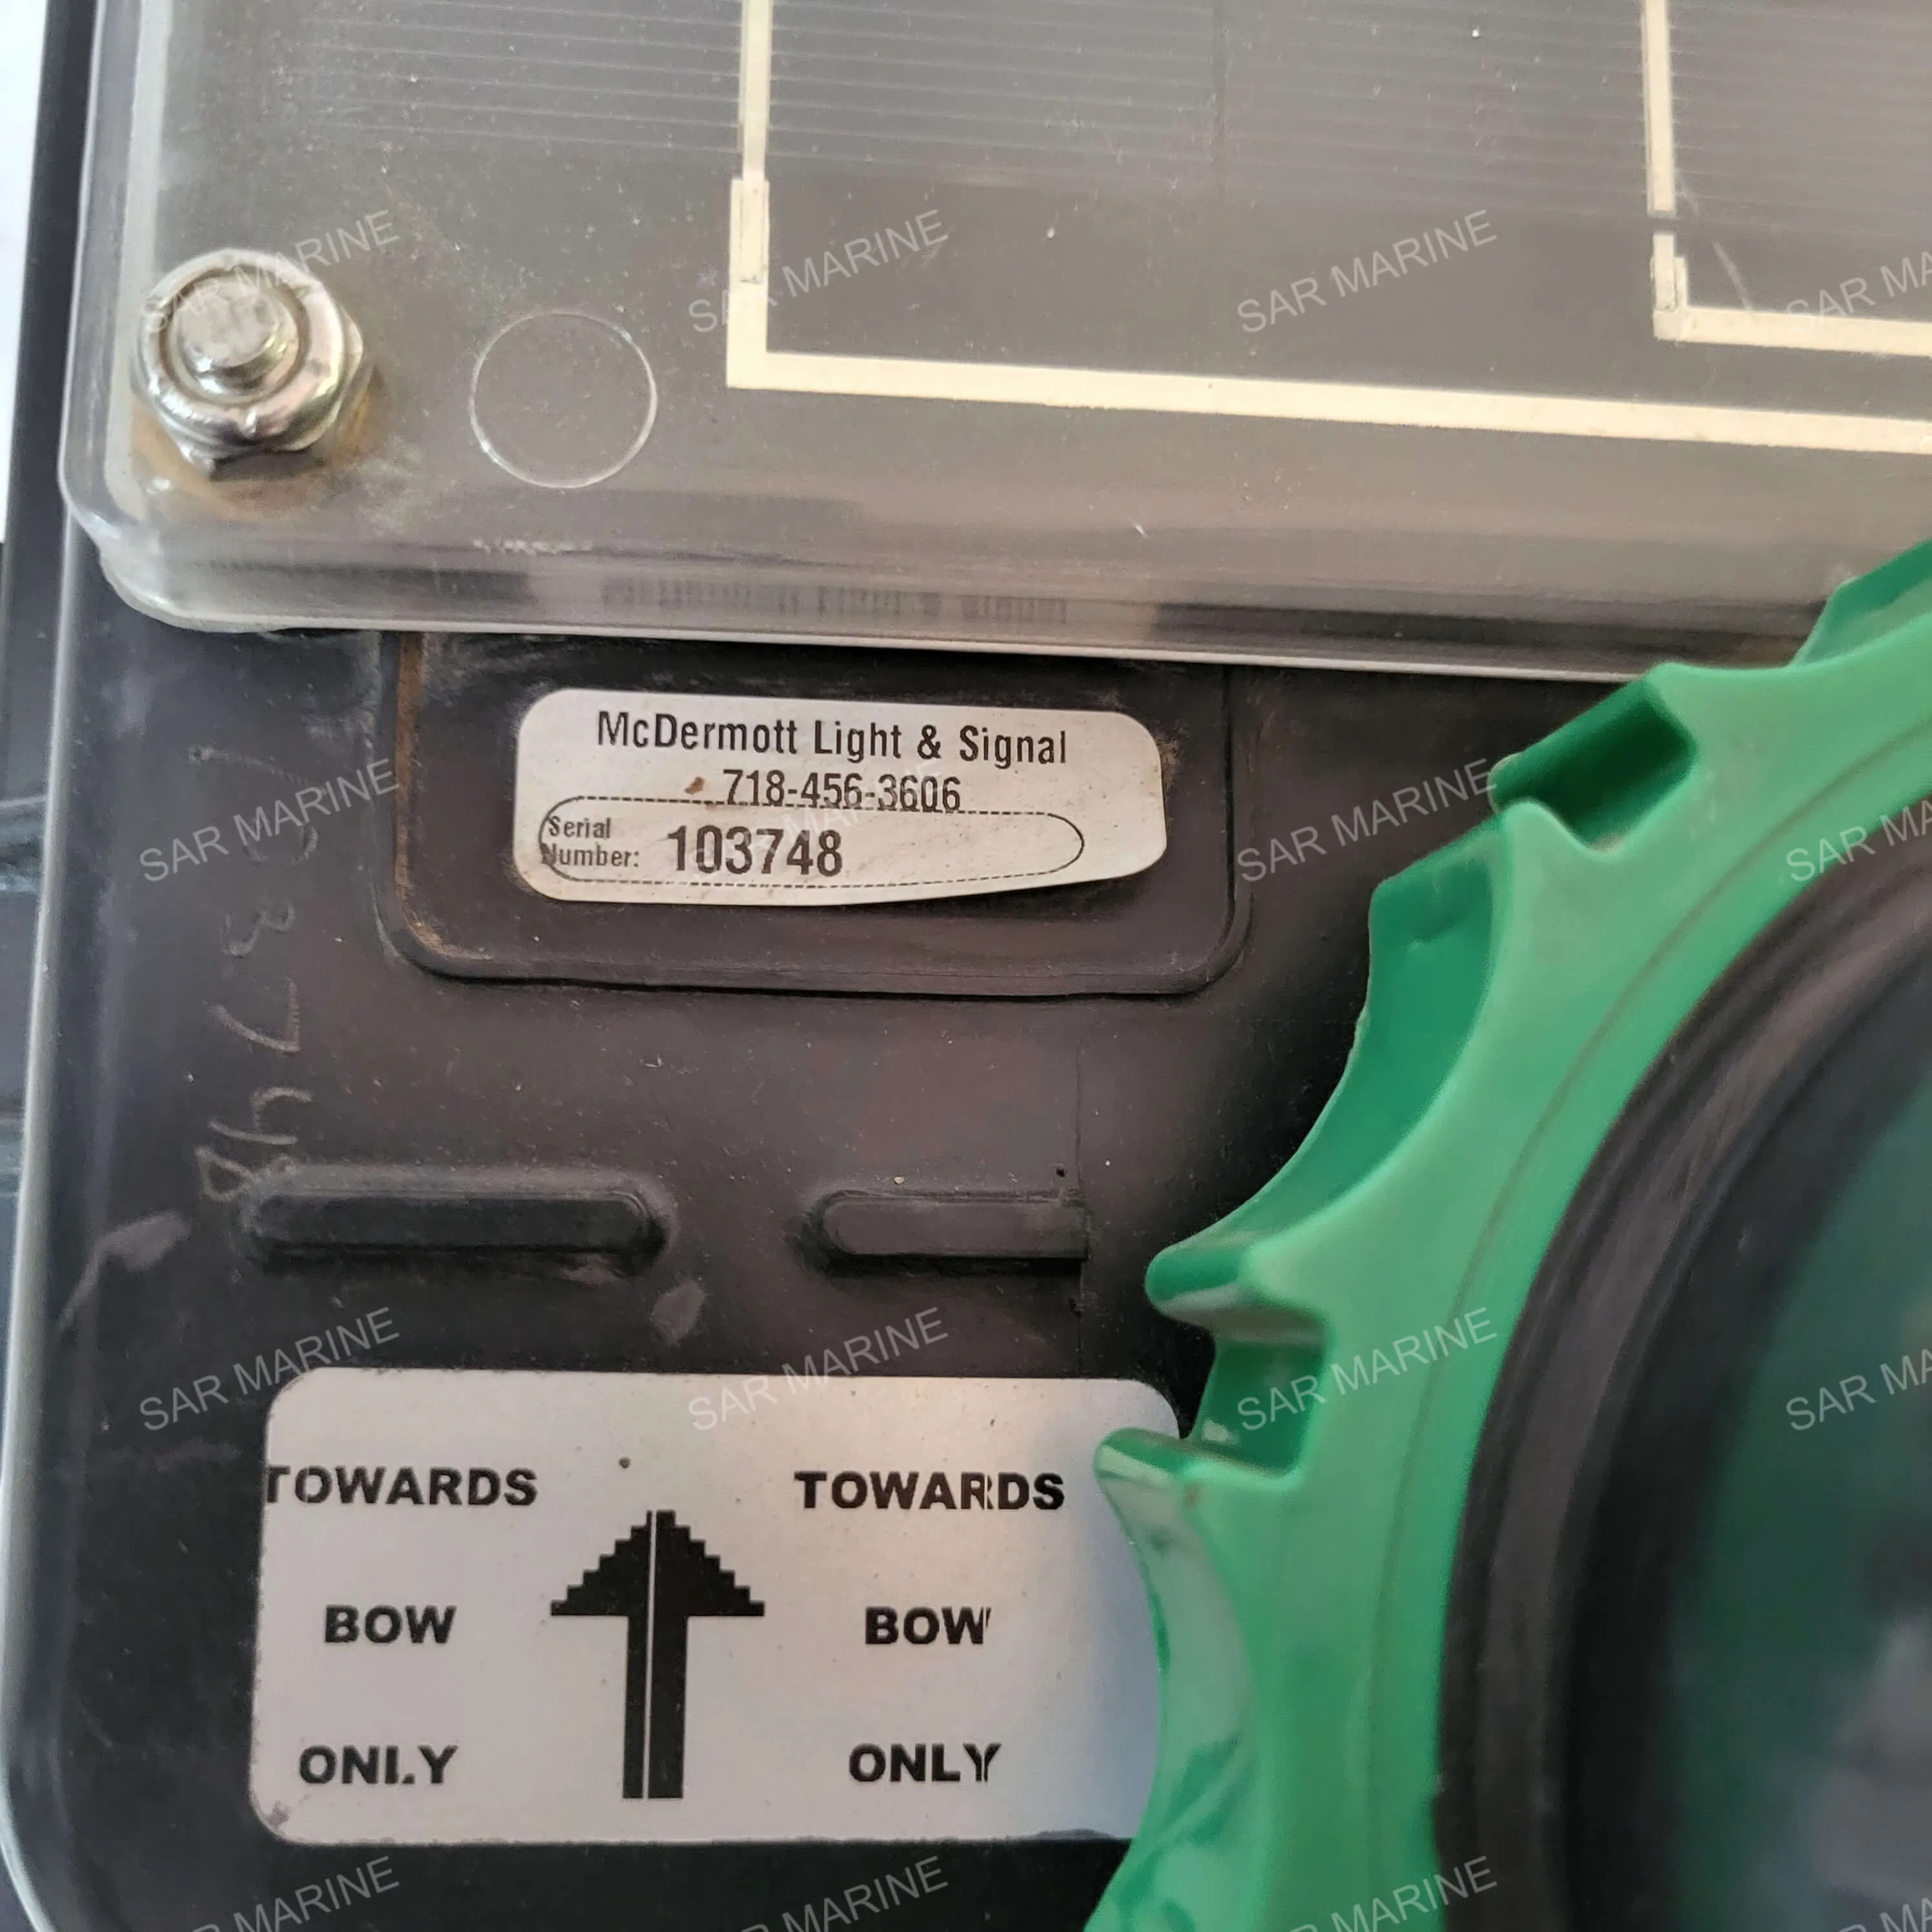 McDermott Light & Signal
718-456-3606
Serial
Number: 103748
103748
TOWARDS TOWARDS
BOW BOW
ONLY ONLY
SAR MARINE